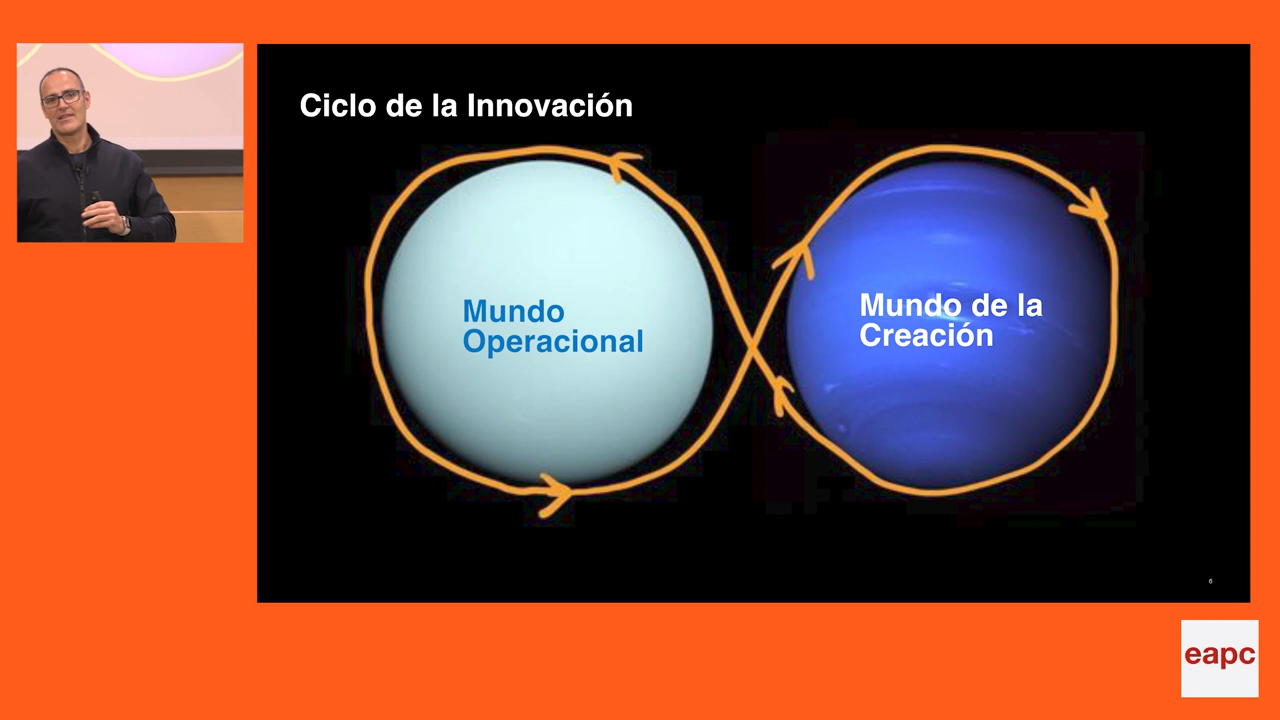 Ciclo de la Innovación
Mundo
Operacional
Mundo de la
Creación
6
eapc